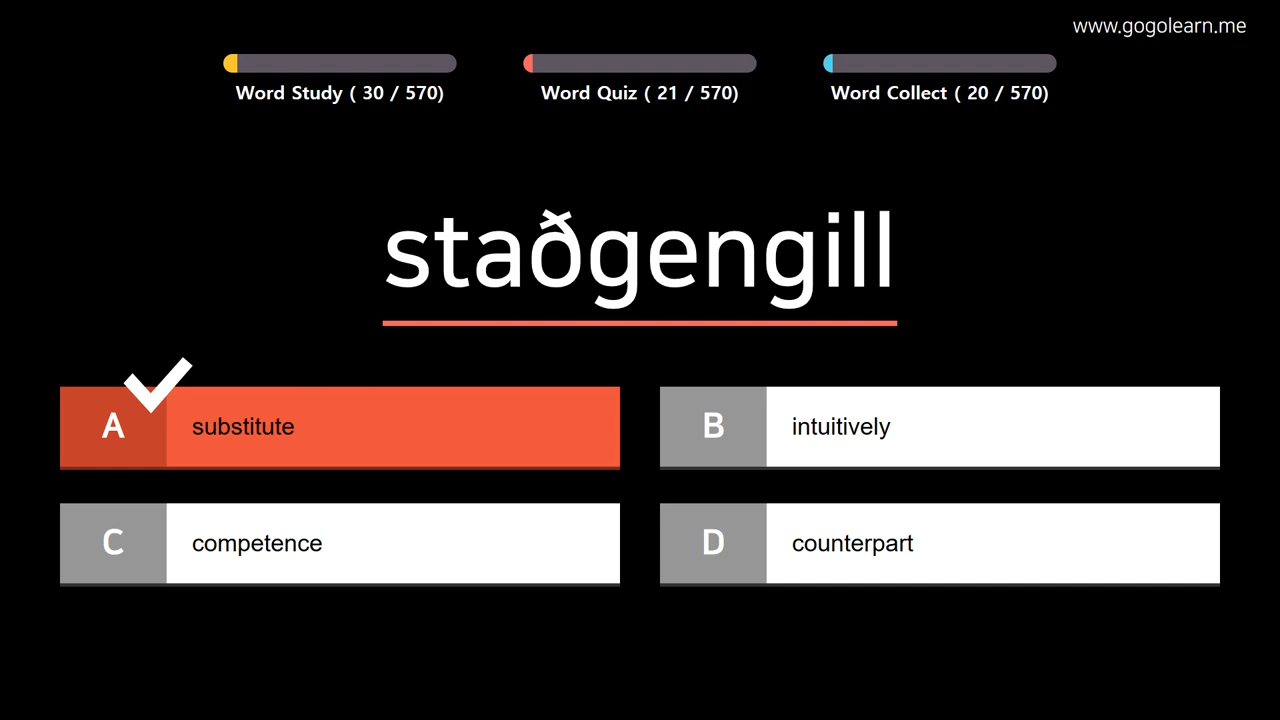 www.gogolearn.me
Word Study ( 30 / 570)
Word Quiz ( 21 / 570)
Word Collect ( 20 / 570)
staðgengill
A substitute
B intuitively
C competence
D counterpart